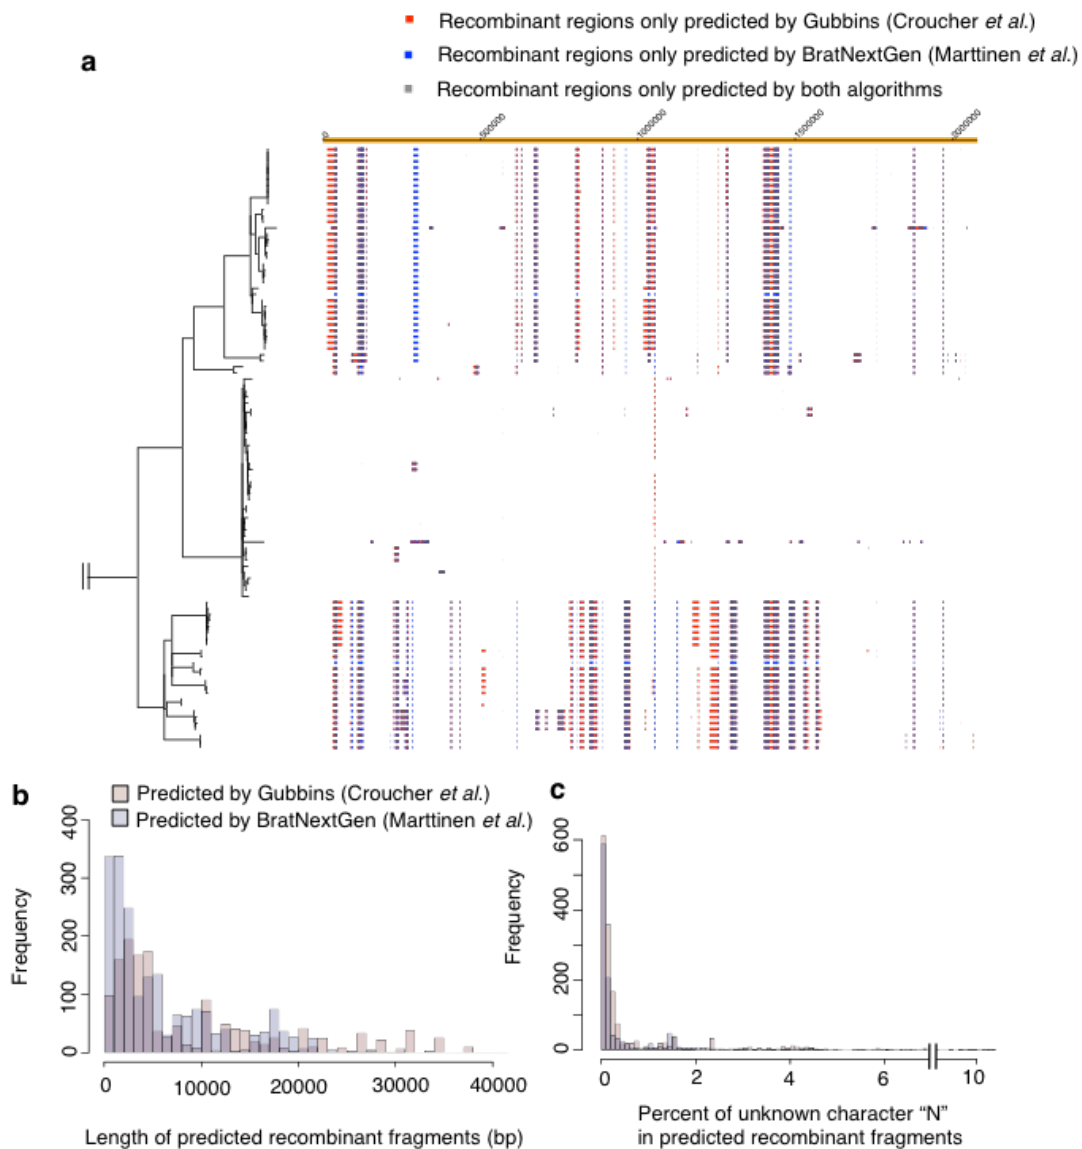 Recombinant regions only predicted by Gubbins (Croucher et al.)
a
Recombinant regions only predicted by BratNextGen (Marttinen et al.)
Recombinant regions only predicted by both algorithms
0 500000 1000000 1500000 2000000
b
Predicted by Gubbins (Croucher et al.)
Predicted by BratNextGen (Marttinen et al.)
400
300
200
100
0
Frequency
0 10000 20000 30000 40000
Length of predicted recombinant fragments (bp)
c
600
400
200
0
Frequency
0 2 4 6 10
Percent of unknown character “N”
in predicted recombinant fragments